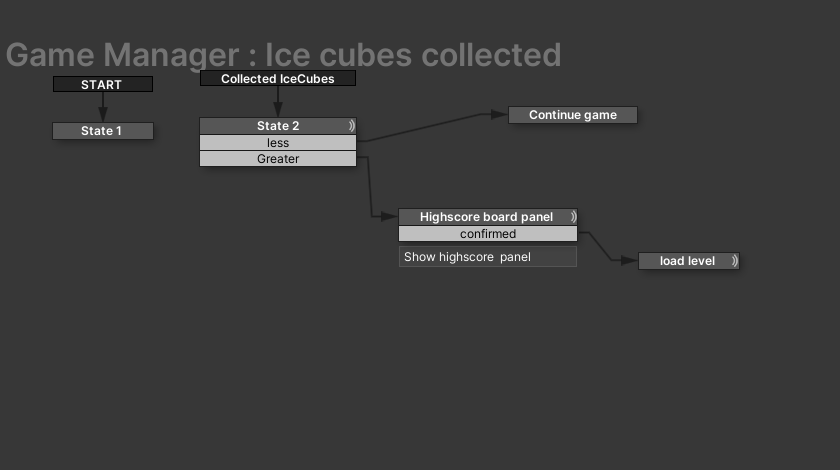 Game Manager : Ice cubes collected
START
State 1
Collected IceCubes
State 2
less
Greater
Continue game
Highscore board panel
confirmed
Show highscore panel
load level